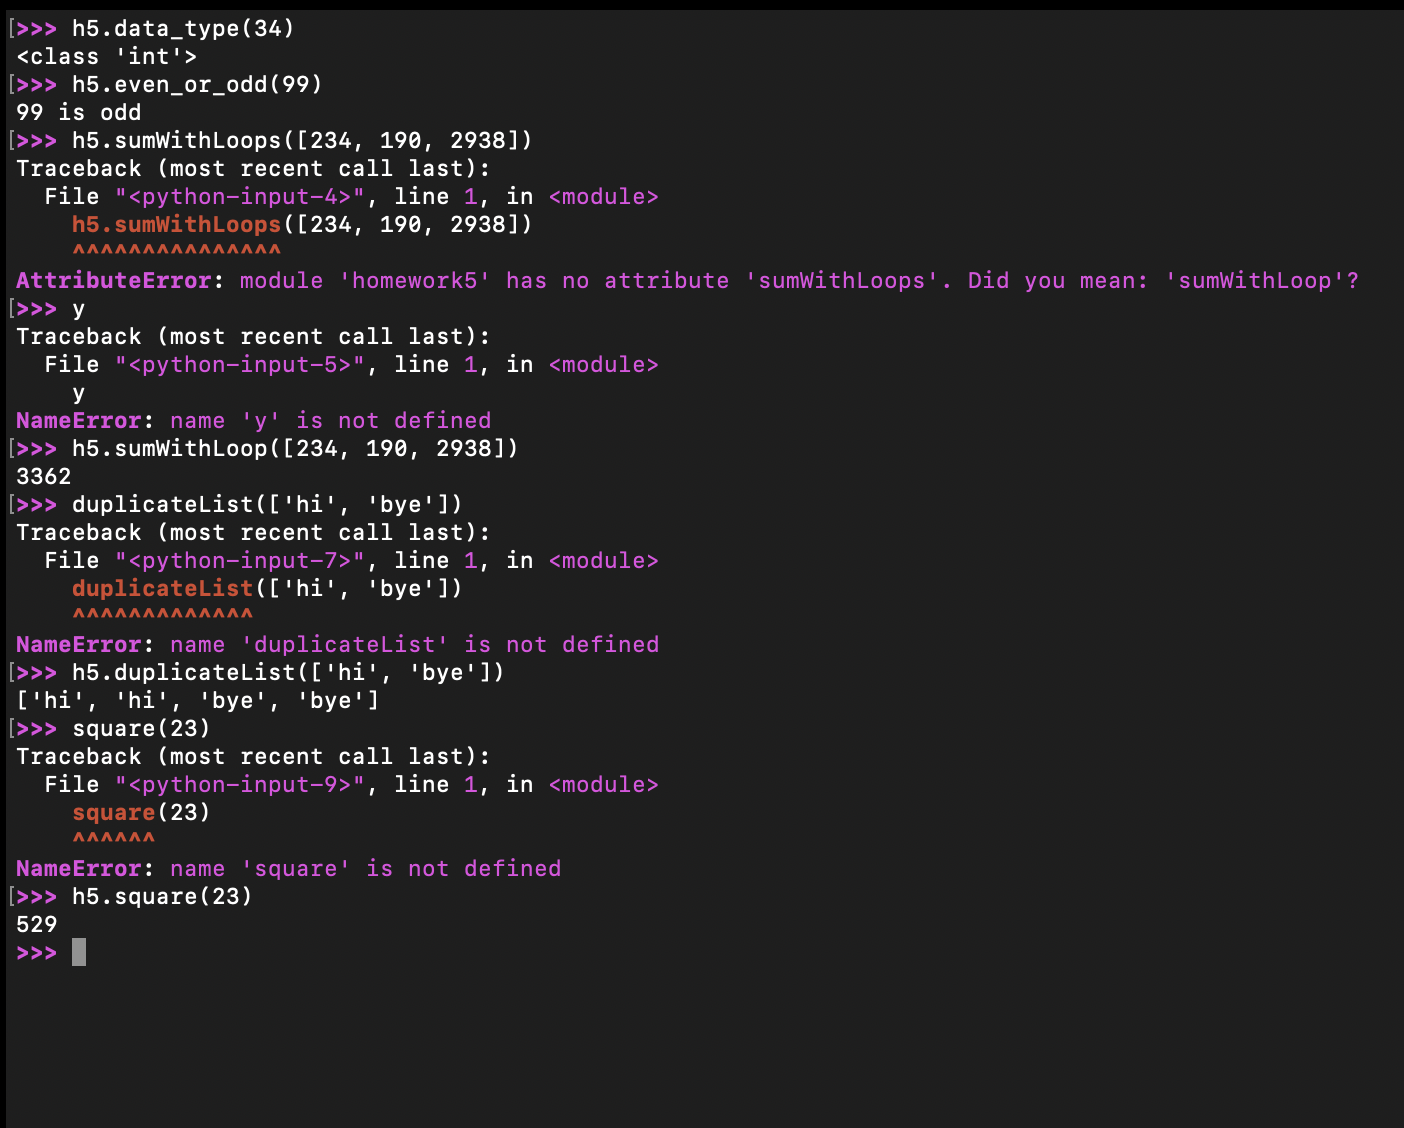 [>>> h5.data_type(34)
<class 'int'>
[>>> h5.even_or_odd(99)
99 is odd
[>>> h5.sumWithLoops([234, 190, 2938])
Traceback (most recent call last):
  File "<python-input-4>", line 1, in <module>
    h5.sumWithLoops([234, 190, 2938])
    ^^^^^^^^^^^^^^^
AttributeError: module 'homework5' has no attribute 'sumWithLoops'. Did you mean: 'sumWithLoop'?
[>>> y
Traceback (most recent call last):
  File "<python-input-5>", line 1, in <module>
    y
NameError: name 'y' is not defined
[>>> h5.sumWithLoop([234, 190, 2938])
3362
[>>> duplicateList(['hi', 'bye'])
Traceback (most recent call last):
  File "<python-input-7>", line 1, in <module>
    duplicateList(['hi', 'bye'])
    ^^^^^^^^^^^^^
NameError: name 'duplicateList' is not defined
[>>> h5.duplicateList(['hi', 'bye'])
['hi', 'hi', 'bye', 'bye']
[>>> square(23)
Traceback (most recent call last):
  File "<python-input-9>", line 1, in <module>
    square(23)
    ^^^^^^
NameError: name 'square' is not defined
[>>> h5.square(23)
529
>>>